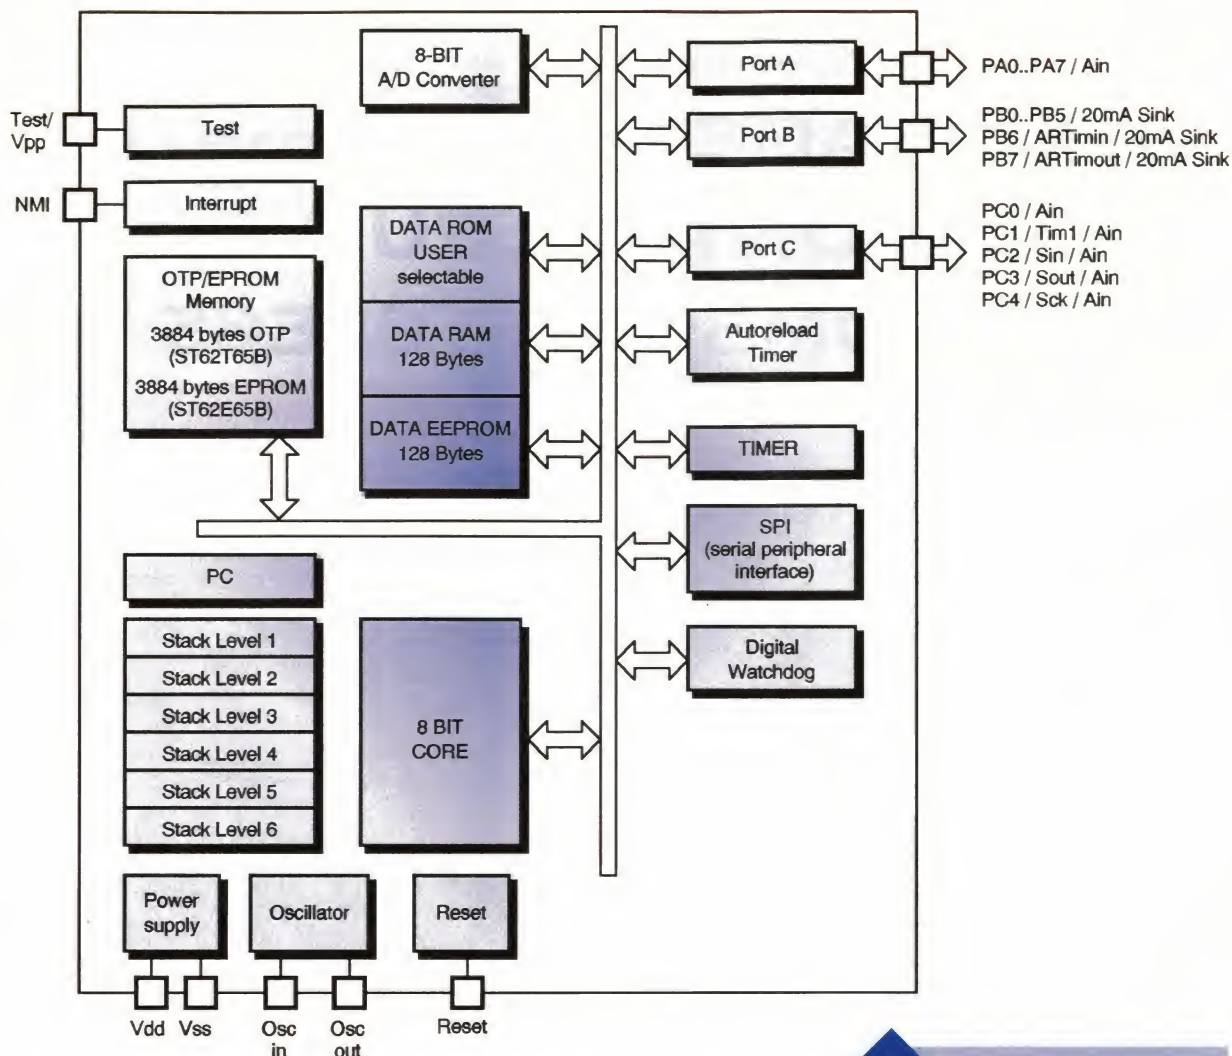 8-BIT
A/D Converter
Port A
PA0..PA7 / Ain
Test/
Vpp
Test
Port B
PB0..PB5 / 20mA Sink
PB6 / ARTimin / 20mA Sink
PB7 / ARTimout / 20mA Sink
NMI
Interrupt
DATA ROM
USER
selectable
Port C
PC0 / Ain
PC1 / Tim1 / Ain
PC2 / Sin / Ain
PC3 / Sout / Ain
PC4 / Sck / Ain
OTP/EPROM
Memory
3884 bytes OTP
(ST62T65B)
3884 bytes EPROM
(ST62E65B)
DATA RAM
128 Bytes
Autoreload
Timer
DATA EEPROM
128 Bytes
TIMER
SPI
(serial peripheral
interface)
PC
Stack Level 1
Stack Level 2
Stack Level 3
Stack Level 4
Stack Level 5
Stack Level 6
8 BIT
CORE
Digital
Watchdog
Power
supply
Oscillator
Reset
Vdd
Vss
Osc
in
Osc
out
Reset